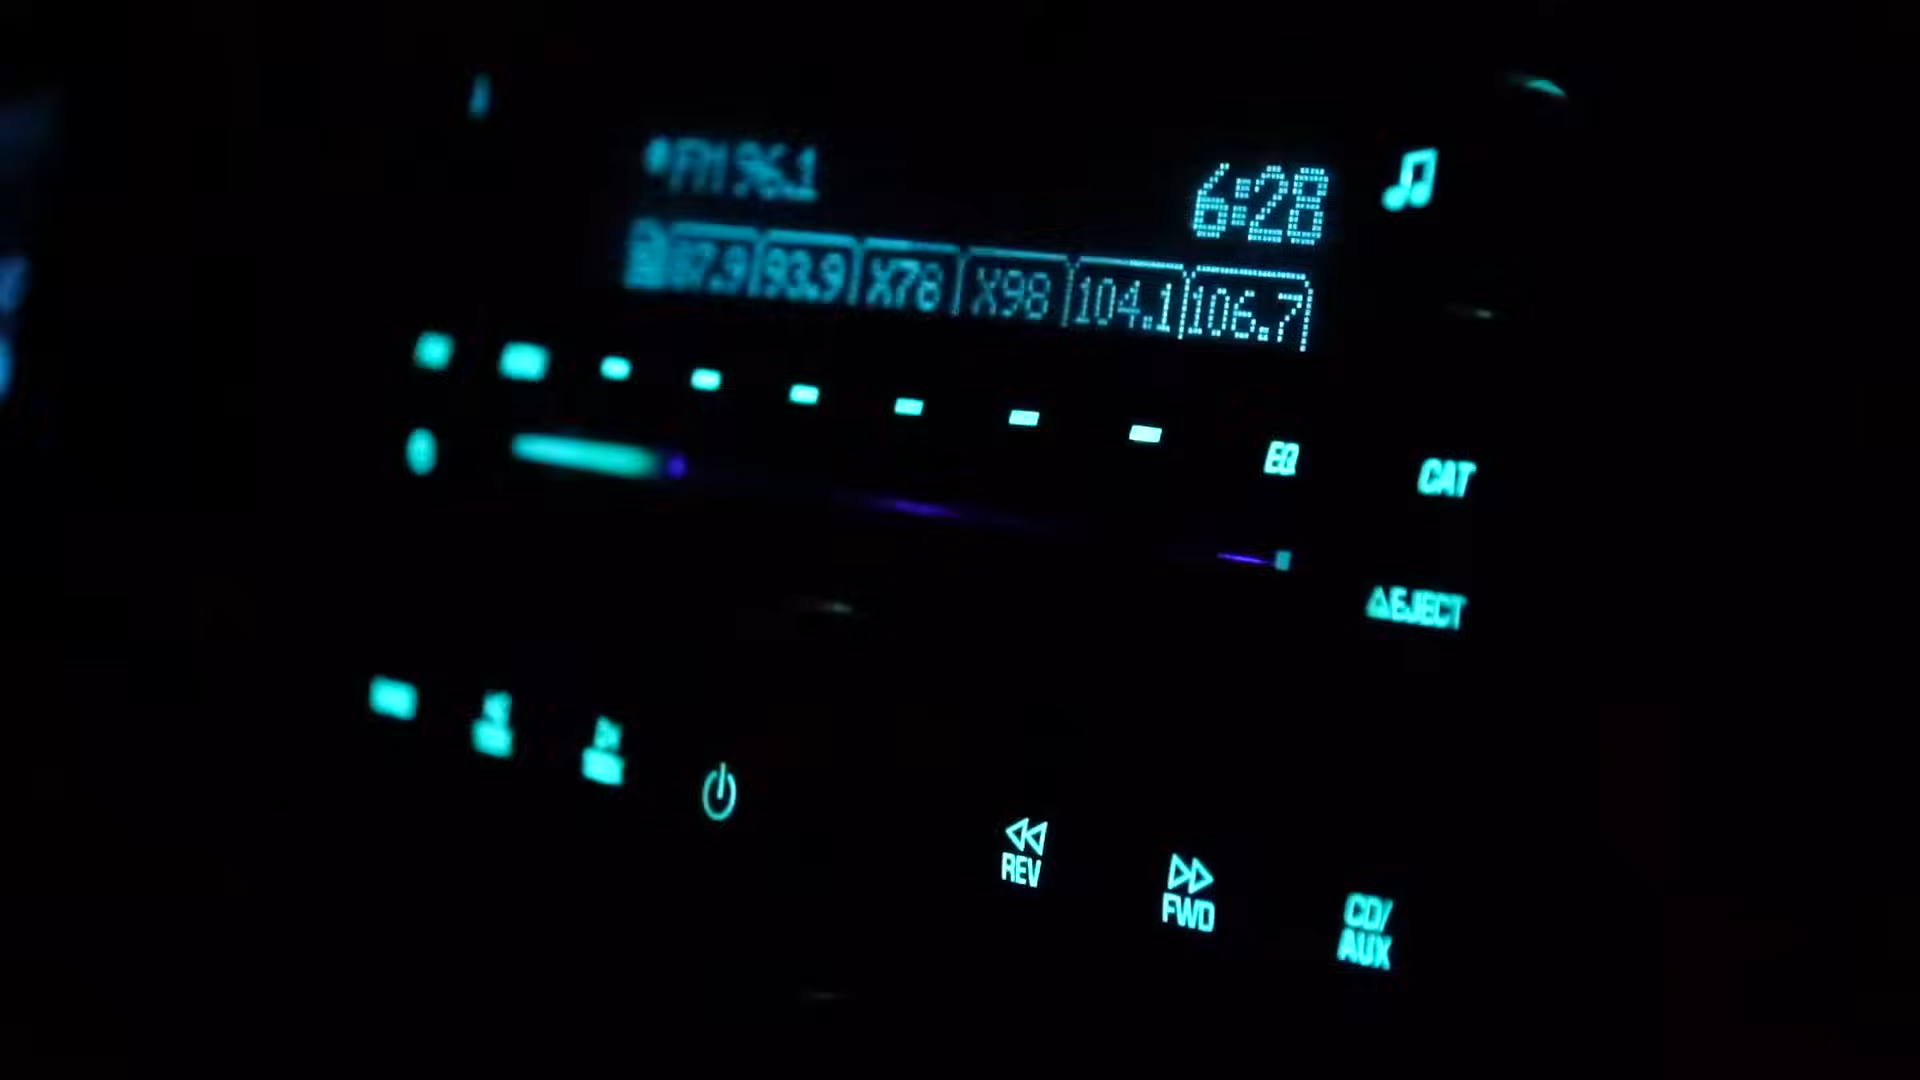 FM 96.1
6:28
87.9 93.9 X78 X98 104.1 106.7
EQ
CAT
EJECT
REV
FWD
CD/
AUX